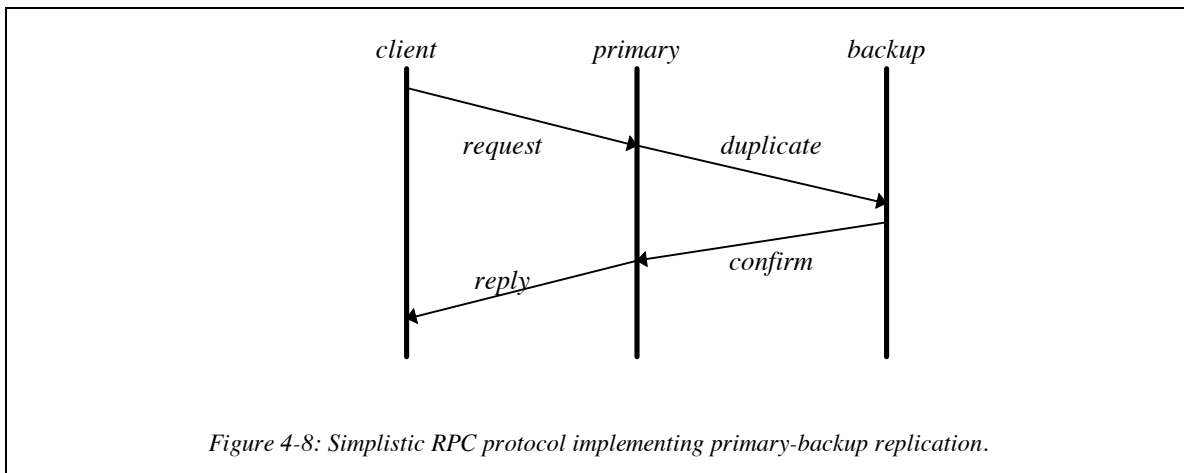 client primary backup
request duplicate
confirm
reply
Figure 4-8: Simplistic RPC protocol implementing primary-backup replication.